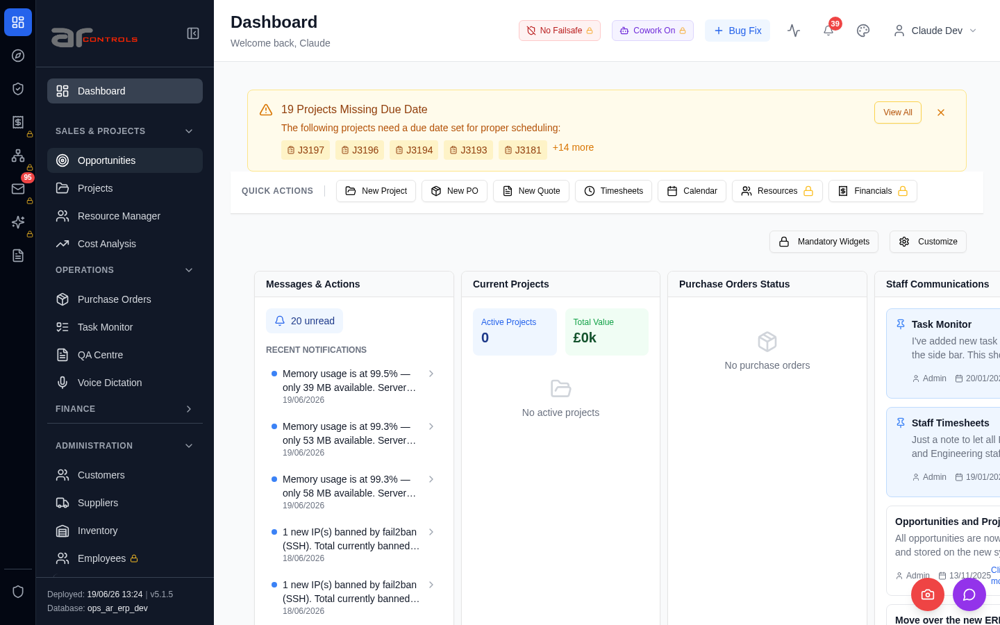 95
ar CONTROLS
Dashboard
SALES & PROJECTS
Opportunities
Projects
Resource Manager
Cost Analysis
OPERATIONS
Purchase Orders
Task Monitor
QA Centre
Voice Dictation
FINANCE
ADMINISTRATION
Customers
Suppliers
Inventory
Employees
Deployed: 19/06/26 13:24 | v5.1.5
Database: ops_ar_erp_dev
Dashboard
Welcome back, Claude
No Failsafe
Cowork On
Bug Fix
39
Claude Dev
19 Projects Missing Due Date
The following projects need a due date set for proper scheduling:
J3197 J3196 J3194 J3193 J3181 +14 more
View All
QUICK ACTIONS
New Project
New PO
New Quote
Timesheets
Calendar
Resources
Financials
Mandatory Widgets
Customize
Messages & Actions
20 unread
RECENT NOTIFICATIONS
Memory usage is at 99.5% —
only 39 MB available. Server…
19/06/2026
Memory usage is at 99.3% —
only 53 MB available. Server…
19/06/2026
Memory usage is at 99.3% —
only 58 MB available. Server…
19/06/2026
1 new IP(s) banned by fail2ban
(SSH). Total currently banned…
18/06/2026
1 new IP(s) banned by fail2ban
(SSH). Total currently banned…
18/06/2026
Current Projects
Active Projects
0
Total Value
£0k
No active projects
Purchase Orders Status
No purchase orders
Staff Communications
Task Monitor
I've added new task
the side bar. This
Admin 20/01/202
Staff Timesheets
Just a note to let all
and Engineering
Admin 19/01/202
Opportunities and
All opportunities are now
and stored on the new
Admin 13/11/2025
Move over the new